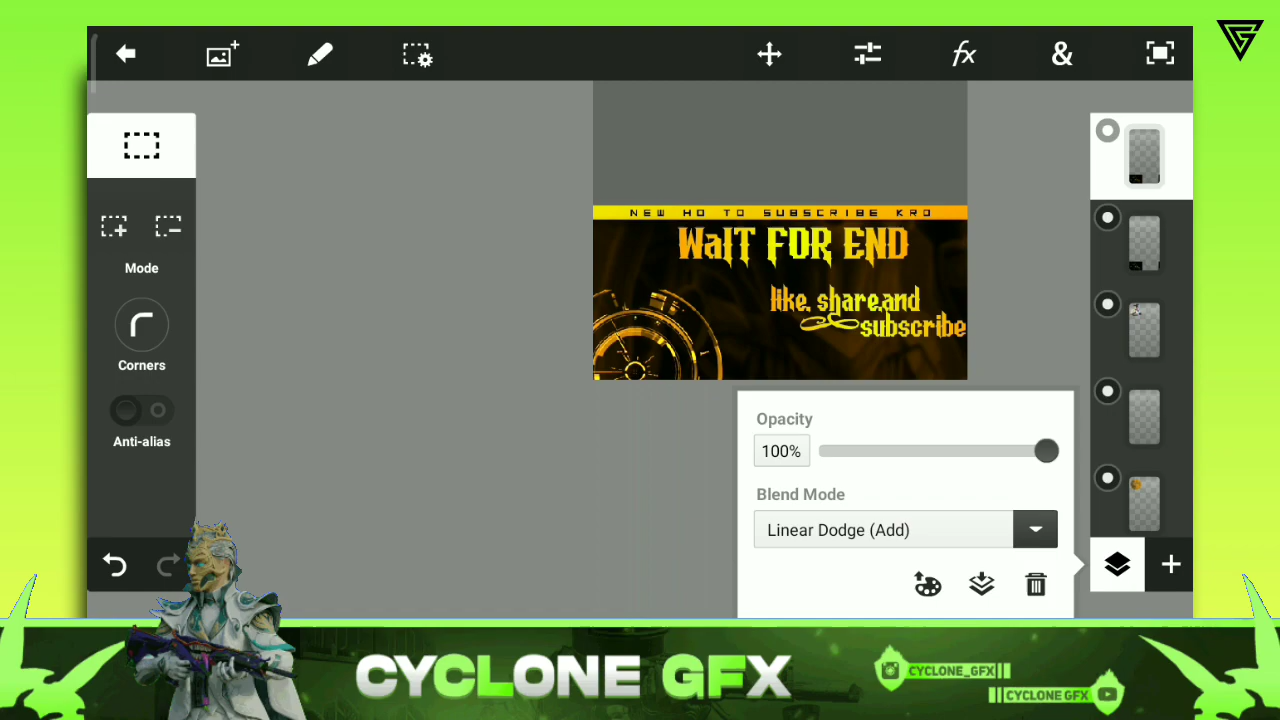 fx
&
NEW HO TO SUBSCRIBE KRO
WaIT FOR END
like, share,and
subscribe
Mode
Corners
Anti-alias
Opacity
100%
Blend Mode
Linear Dodge (Add)
CYCLONE GFX
CYCLONE_GFX
CYCLONE GFX